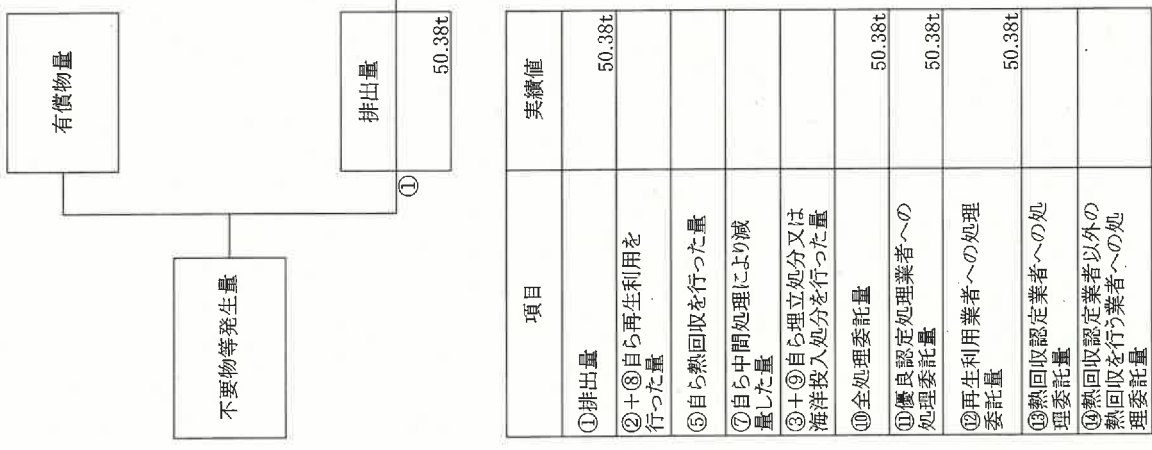 有償物量
不要物等発生量
排出量
①
50.38t
項目
実績値
①排出量
50.38t
②+⑧自ら再生利用を
行った量
⑤自ら熱回収を行った量
⑦自ら中間処理により減
量した量
③+⑨自ら埋立処分又は
海洋投入処分を行った量
⑩全処理委託量
50.38t
⑪優良認定処理業者への
処理委託量
50.38t
⑫再生利用業者への処理
委託量
50.38t
⑬熱回収認定業者への処
理委託量
⑭熱回収認定業者以外の
熱回収を行う業者への処
理委託量